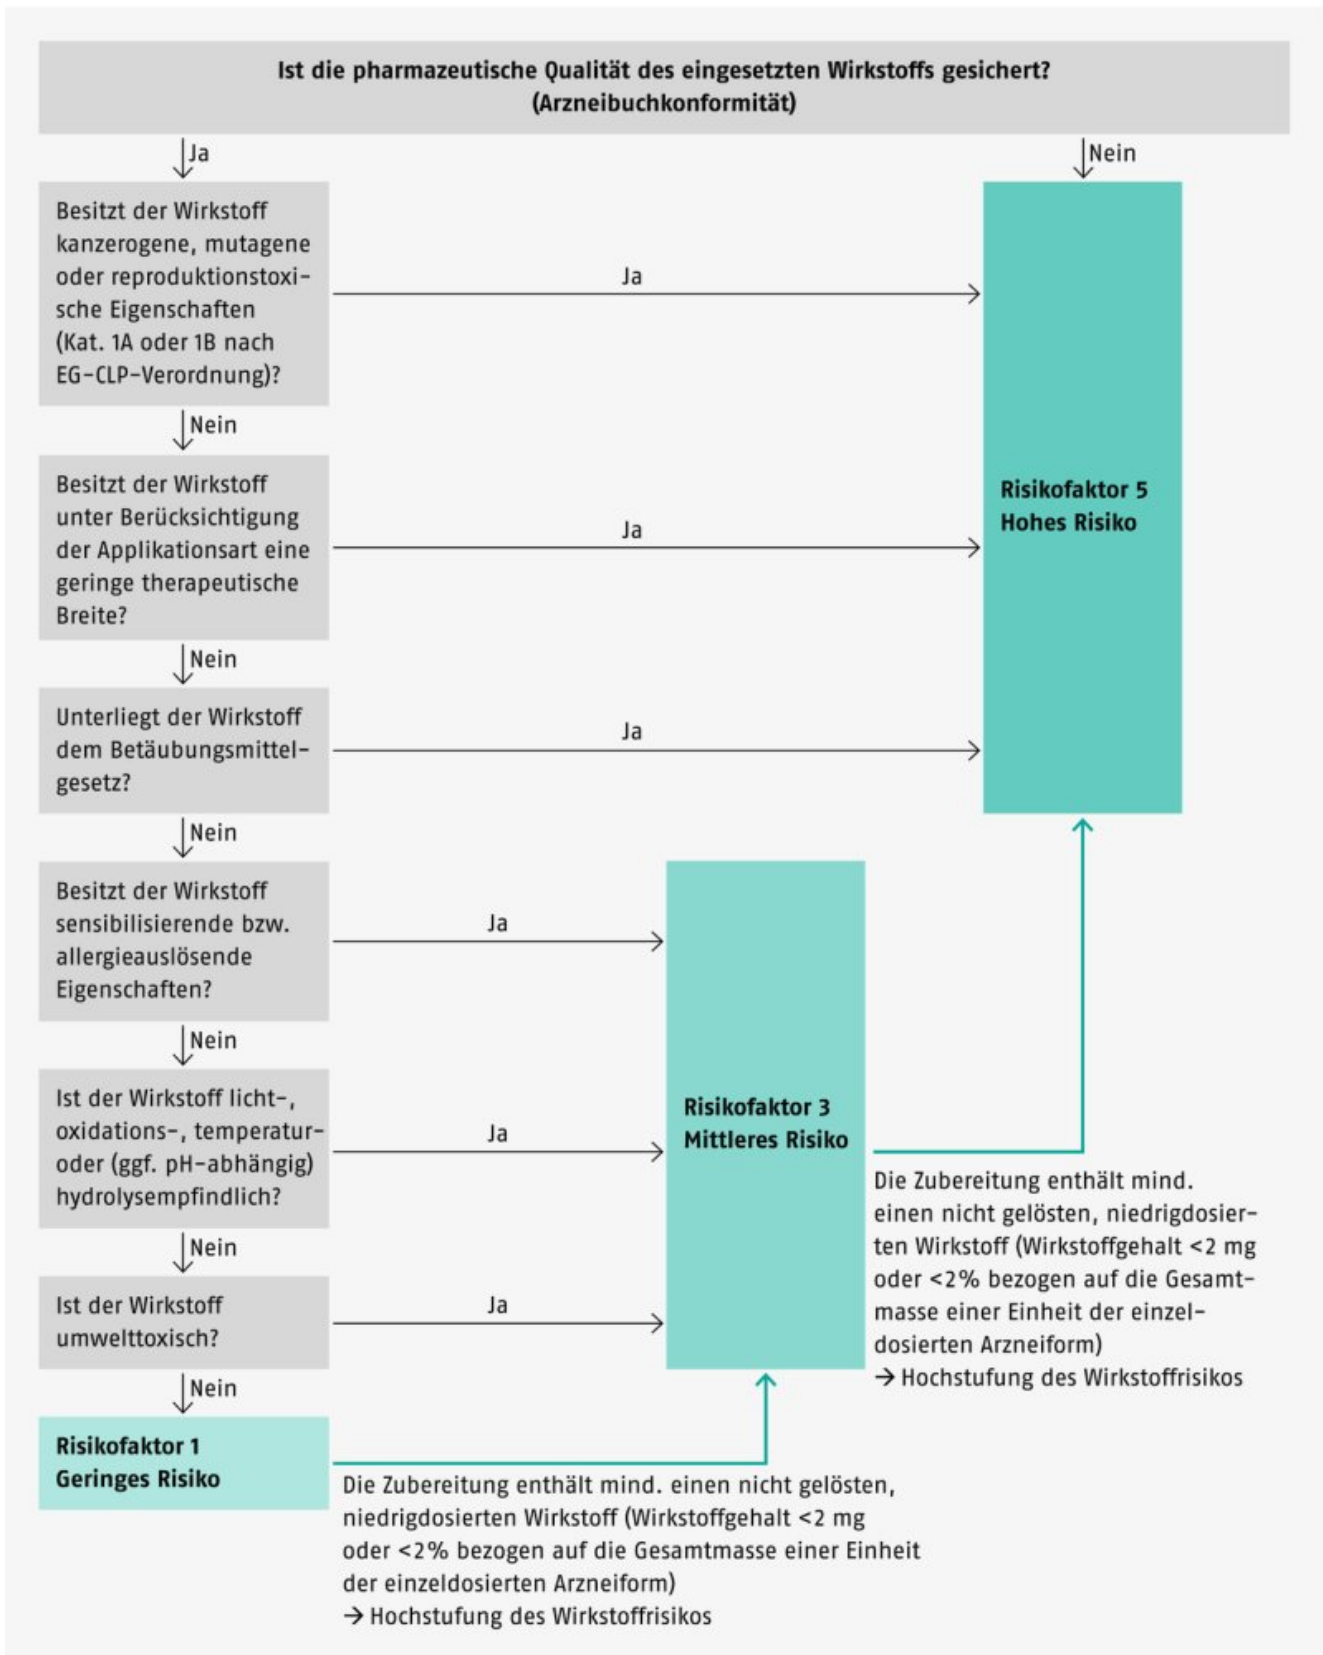 Ist die pharmazeutische Qualität des eingesetzten Wirkstoffs gesichert?
(Arzneibuchkonformität)
Ja
Nein
Besitzt der Wirkstoff
kanzerogene, mutagene
oder reproduktionstoxi-
sche Eigenschaften
(Kat. 1A oder 1B nach
EG-CLP-Verordnung)?
Ja
Nein
Besitzt der Wirkstoff
unter Berücksichtigung
der Applikationsart eine
geringe therapeutische
Breite?
Ja
Risikofaktor 5
Hohes Risiko
Nein
Unterliegt der Wirkstoff
dem Betäubungsmittel-
gesetz?
Ja
Nein
Besitzt der Wirkstoff
sensibilisierende bzw.
allergieauslösende
Eigenschaften?
Ja
Nein
Ist der Wirkstoff licht-,
oxidations-, temperatur-
oder (ggf. pH-abhängig)
hydrolysempfindlich?
Ja
Risikofaktor 3
Mittleres Risiko
Die Zubereitung enthält mind.
einen nicht gelösten, niedrigdosier-
ten Wirkstoff (Wirkstoffgehalt <2 mg
oder <2% bezogen auf die Gesamt-
masse einer Einheit der einzel-
dosierten Arzneiform)
→ Hochstufung des Wirkstoffrisikos
Nein
Ist der Wirkstoff
umwelttoxisch?
Ja
Nein
Risikofaktor 1
Geringes Risiko
Die Zubereitung enthält mind. einen nicht gelösten,
niedrigdosierten Wirkstoff (Wirkstoffgehalt <2 mg
oder <2% bezogen auf die Gesamtmasse einer Einheit
der einzeldosierten Arzneiform)
→ Hochstufung des Wirkstoffrisikos